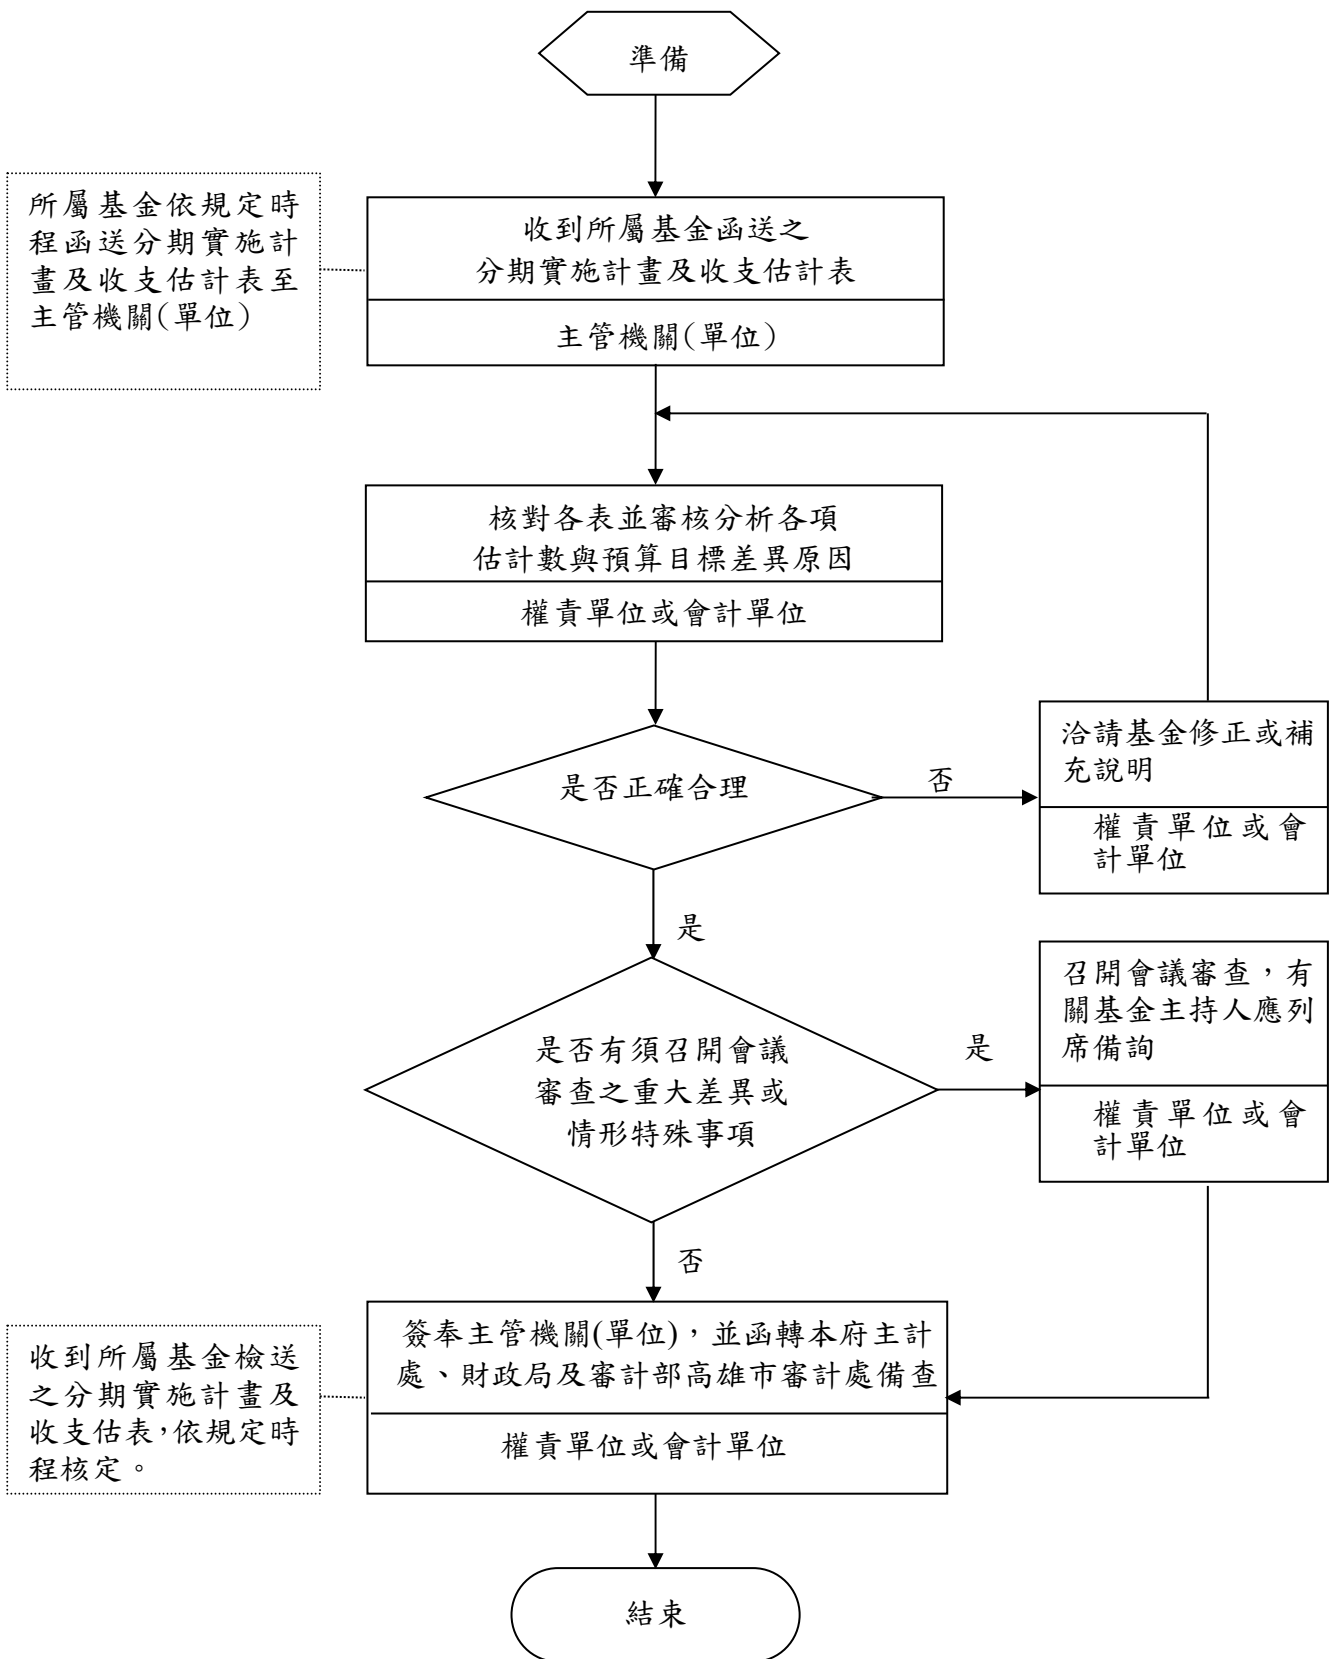 準備
所屬基金依規定時
程函送分期實施計
畫及收支估計表至
主管機關(單位)
收到所屬基金函送之
分期實施計畫及收支估計表
主管機關(單位)
核對各表並審核分析各項
估計數與預算目標差異原因
權責單位或會計單位
是否正確合理
否
洽請基金修正或補
充說明
權責單位或會
計單位
是
是否有須召開會議
審查之重大差異或
情形特殊事項
是
召開會議審查，有
關基金主持人應列
席備詢
權責單位或會
計單位
否
簽奉主管機關(單位)，並函轉本府主計
處、財政局及審計部高雄市審計處備查
權責單位或會計單位
收到所屬基金檢送
之分期實施計畫及
收支估表，依規定時
程核定。
結束